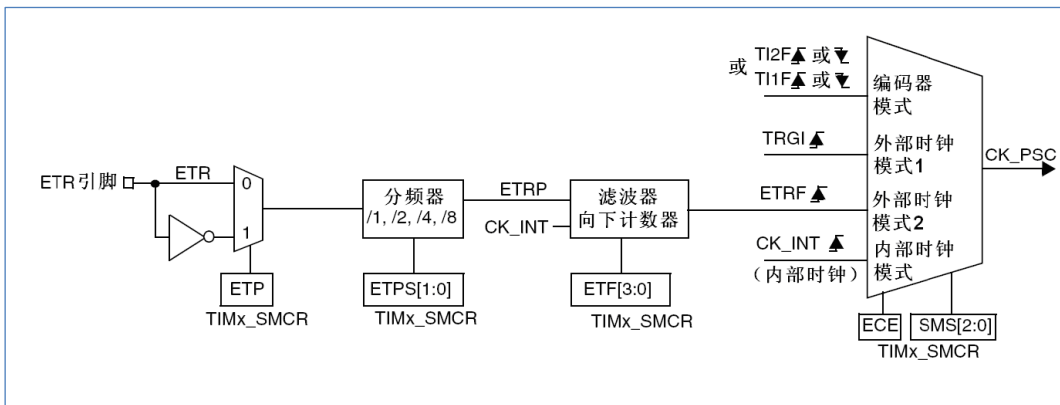 ETR引脚
ETR
0
1
ETP
TIMx_SMCR
分频器
/1, /2, /4, /8
ETPS[1:0]
TIMx_SMCR
ETRP
CK_INT
滤波器
向下计数器
ETF[3:0]
TIMx_SMCR
或
TI2F 或
TI1F 或
编码器
模式
TRGI
外部时钟
模式1
ETRF
外部时钟
模式2
CK_INT
(内部时钟)
内部时钟
模式
CK_PSC
ECE
SMS[2:0]
TIMx_SMCR